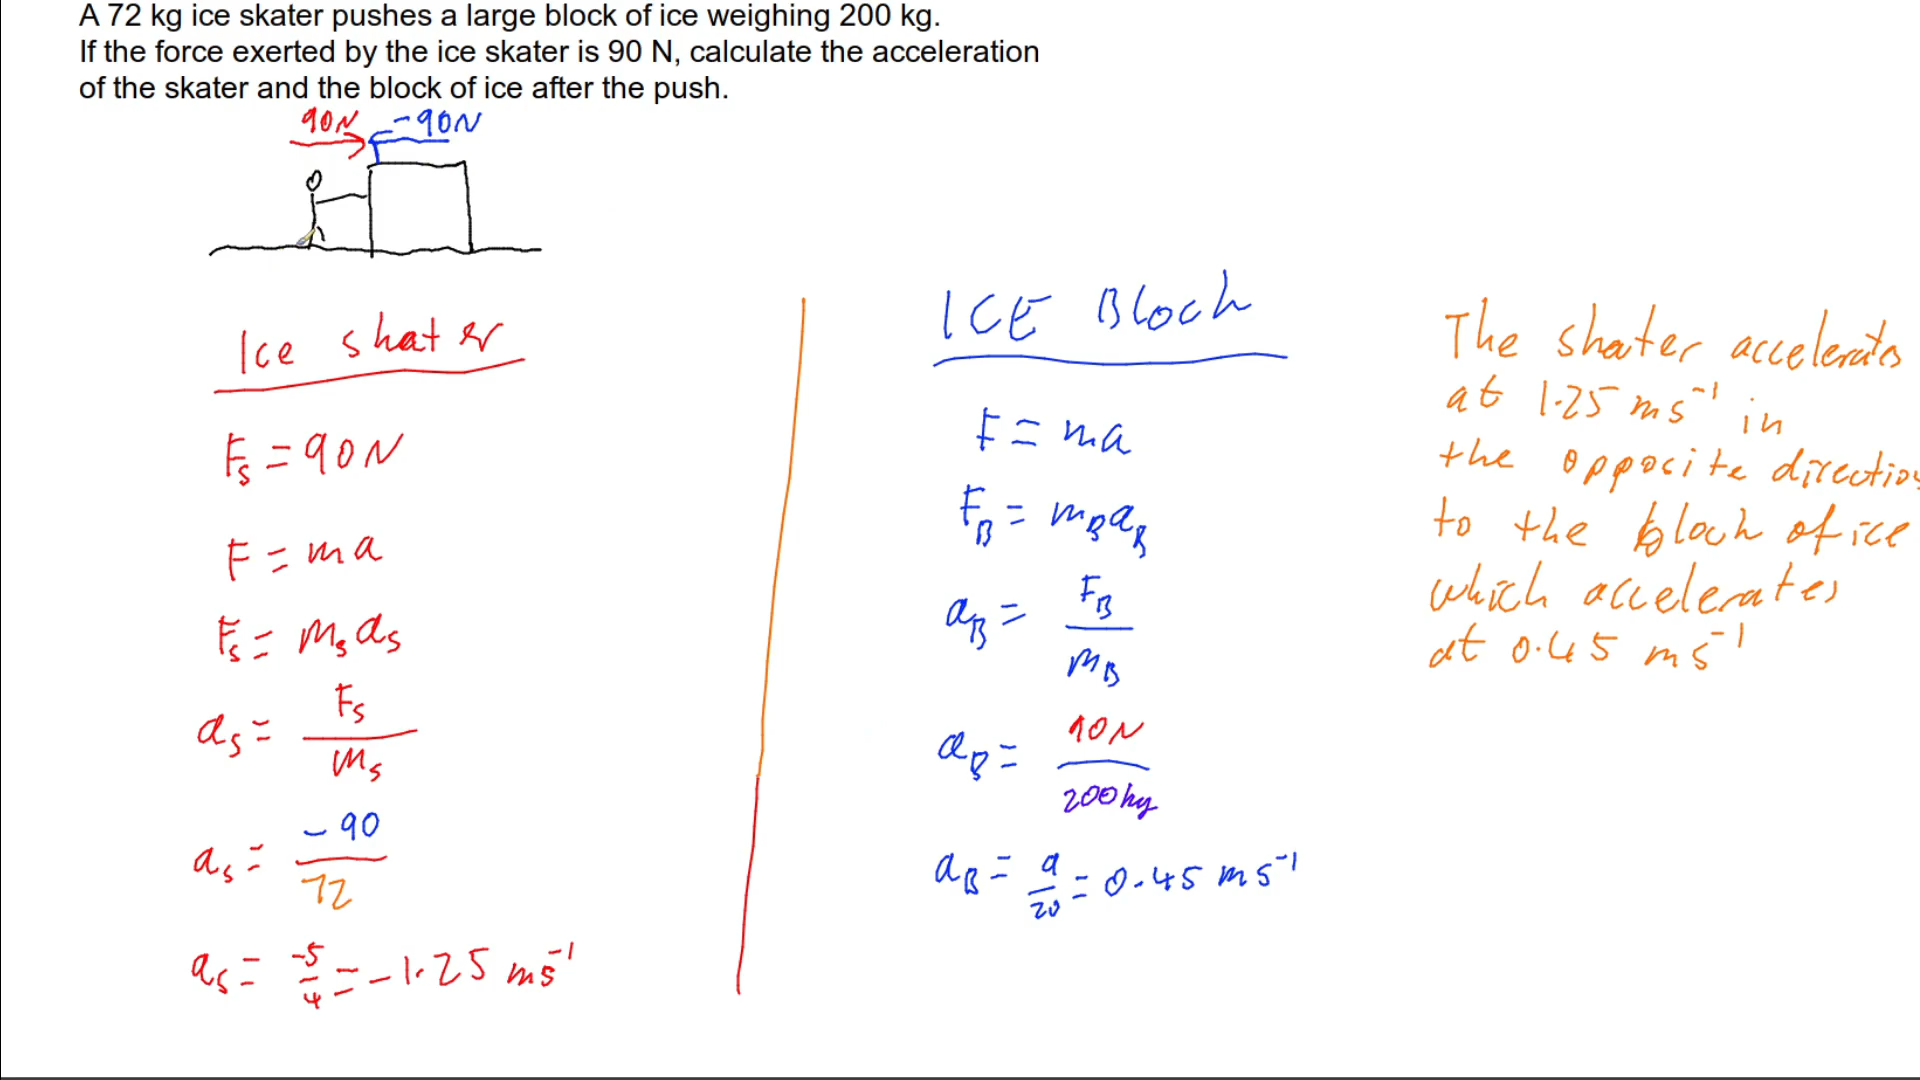 A 72 kg ice skater pushes a large block of ice weighing 200 kg.
If the force exerted by the ice skater is 90 N, calculate the acceleration
of the skater and the block of ice after the push.
90N -90N
Ice skater
Fs = 90N
F = ma
Fs = ms as
as = Fs/ms
as = -90/72
as = -5/4 = -1.25 ms⁻¹
ICE Block
F = ma
FB = mB aB
aB = FB/mB
aB = 90N/200kg
aB = 9/20 = 0.45 ms⁻¹
The skater accelerates
at 1.25 ms⁻¹ in
the opposite direction
to the block of ice
which accelerates
at 0.45 ms⁻¹